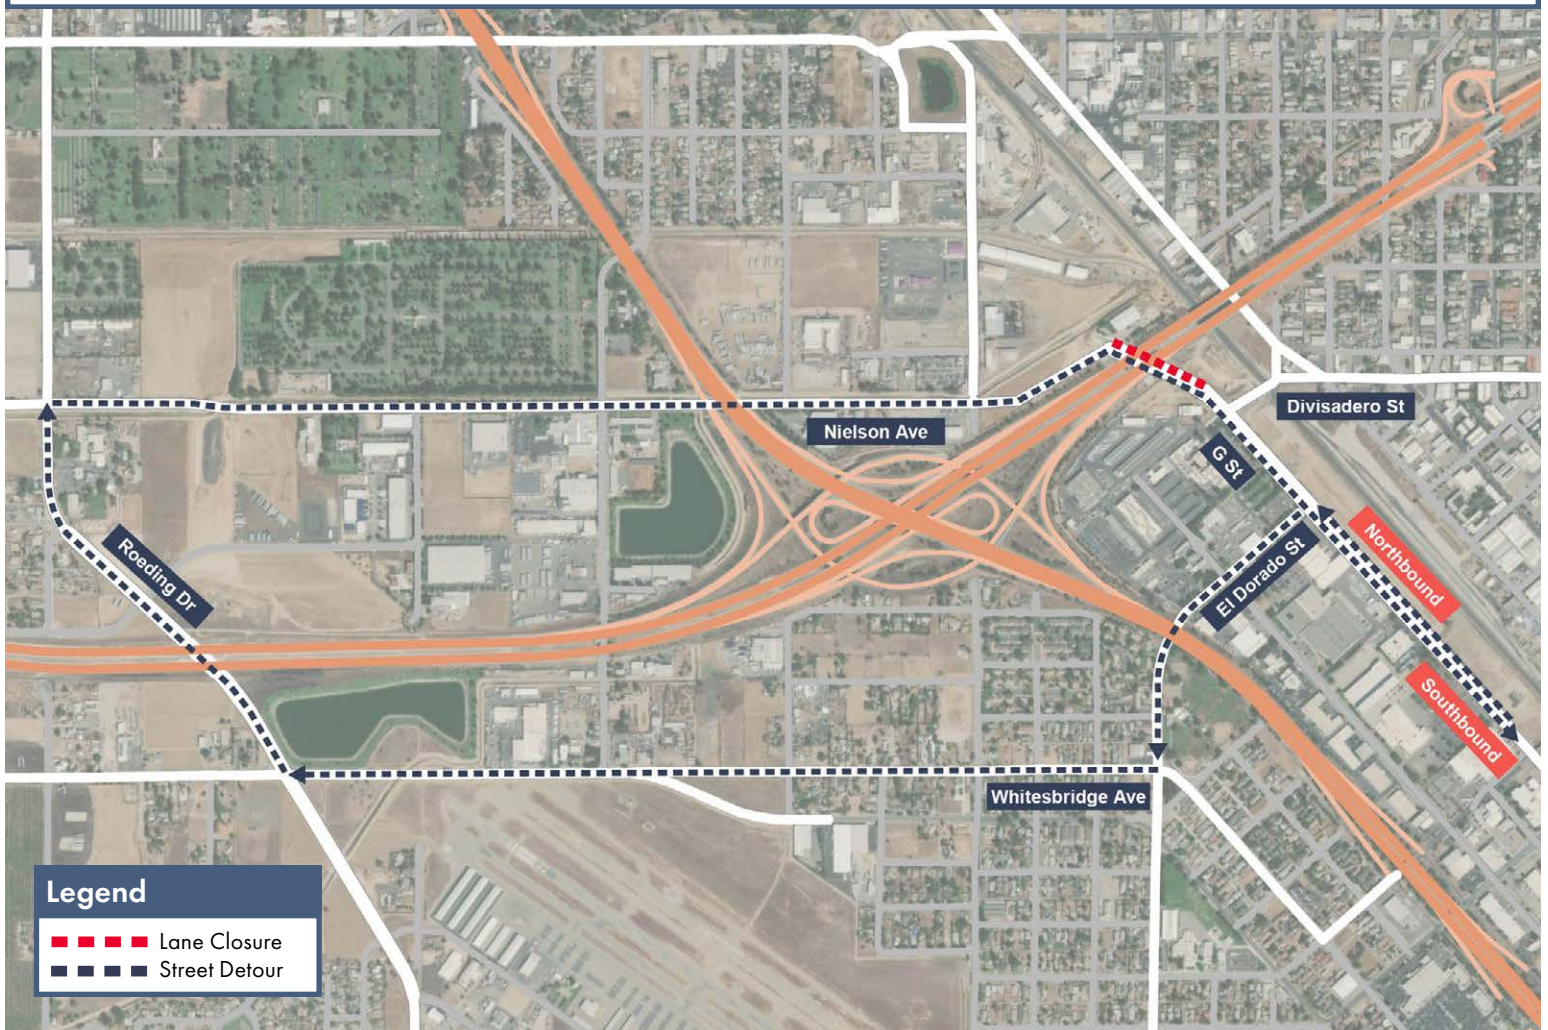 Nielson Ave
Divisadero St
G St
Northbound
El Dorado St
Roeding Dr
Southbound
Whitesbridge Ave
Legend
Lane Closure
Street Detour